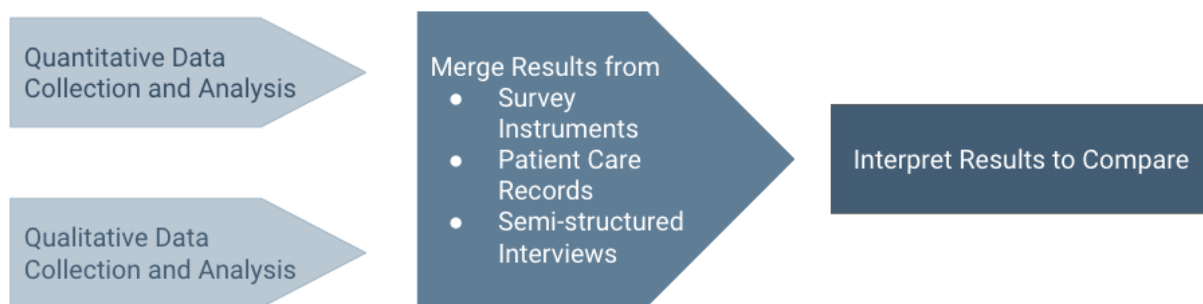 Quantitative Data
Collection and Analysis
Qualitative Data
Collection and Analysis
Merge Results from
● Survey
Instruments
● Patient Care
Records
● Semi-structured
Interviews
Interpret Results to Compare